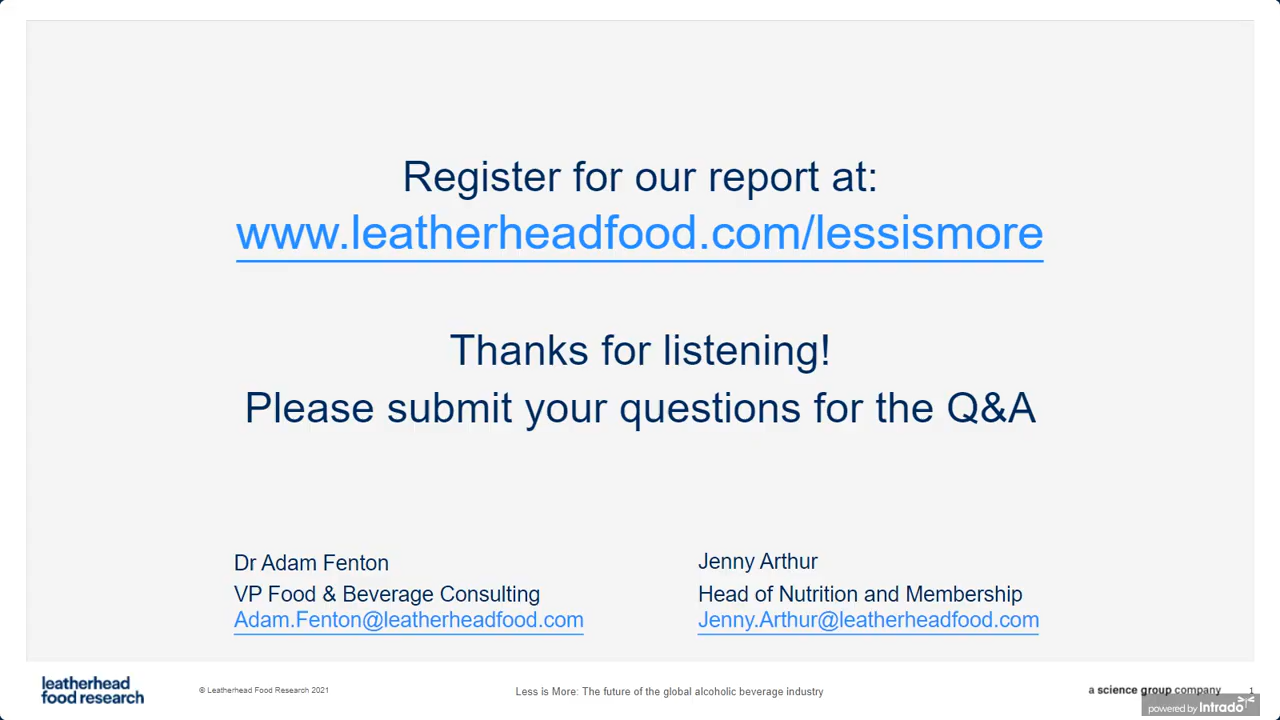 Register for our report at:
www.leatherheadfood.com/lessismore
Thanks for listening!
Please submit your questions for the Q&A
Dr Adam Fenton
VP Food & Beverage Consulting
Adam.Fenton@leatherheadfood.com
Jenny Arthur
Head of Nutrition and Membership
Jenny.Arthur@leatherheadfood.com
leatherhead
food research
© Leatherhead Food Research 2021
Less is More: The future of the global alcoholic beverage industry
a science group company
1
powered by Intrado